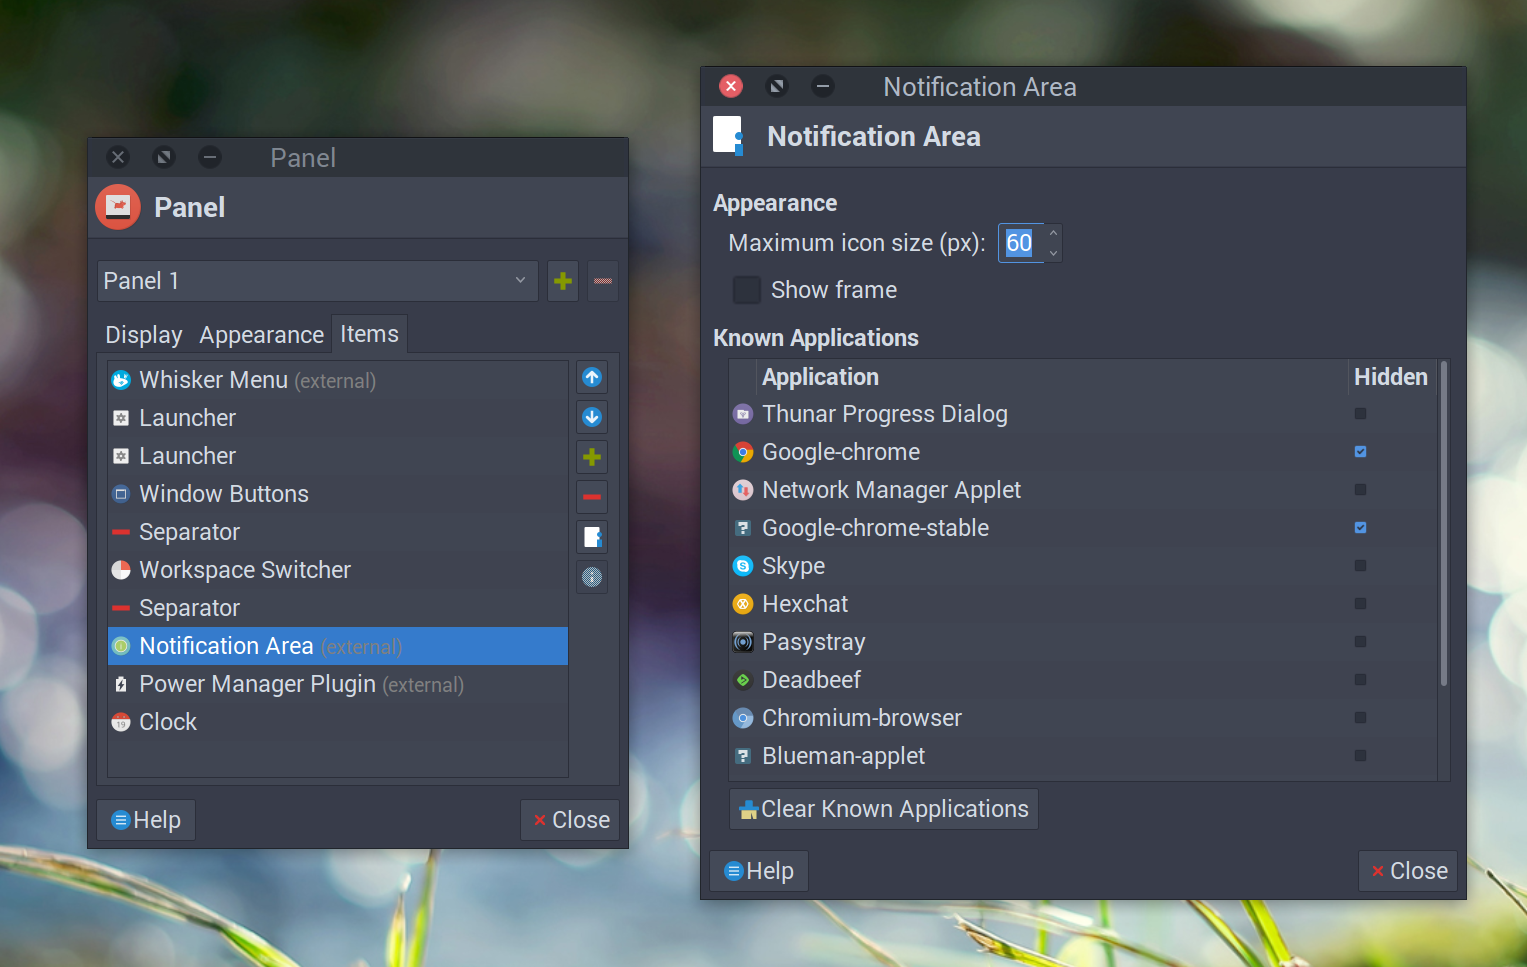 Panel
Panel
Panel 1
Display Appearance Items
Whisker Menu (external)
Launcher
Launcher
Window Buttons
Separator
Workspace Switcher
Separator
Notification Area (external)
Power Manager Plugin (external)
Clock
Help
Close
Notification Area
Notification Area
Appearance
Maximum icon size (px): 60
Show frame
Known Applications
Application Hidden
Thunar Progress Dialog
Google-chrome
Network Manager Applet
Google-chrome-stable
Skype
Hexchat
Pasystray
Deadbeef
Chromium-browser
Blueman-applet
Clear Known Applications
Help
Close